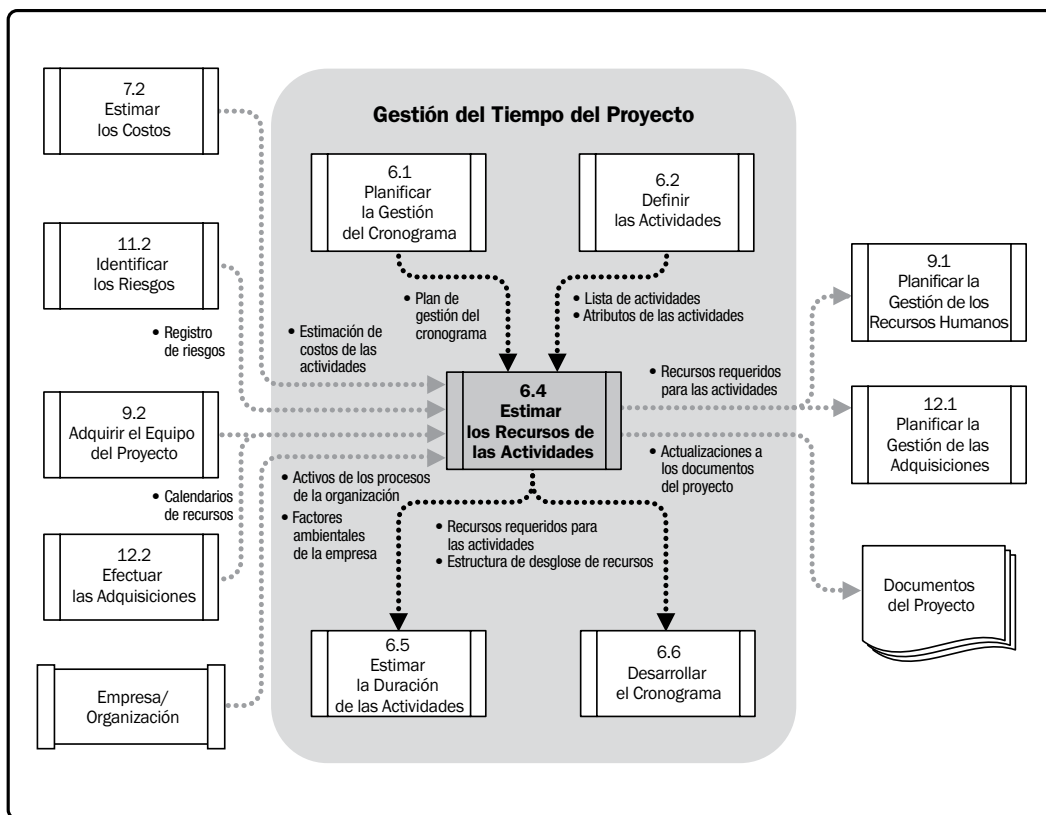 7.2
Estimar
los Costos
Gestión del Tiempo del Proyecto
6.1
Planificar
la Gestión
del Cronograma
6.2
Definir
las Actividades
11.2
Identificar
los Riesgos
9.1
Planificar la
Gestión de los
Recursos Humanos
• Registro
de riesgos
• Estimación de
costos de las
actividades
• Plan de
gestión del
cronograma
• Lista de actividades
• Atributos de las actividades
6.4
Estimar
los Recursos de
las Actividades
• Recursos requeridos
para las actividades
9.2
Adquirir el Equipo
del Proyecto
12.1
Planificar la
Gestión de las
Adquisiciones
• Calendarios
de recursos
• Activos de los procesos
de la organización
• Factores
ambientales
de la empresa
• Actualizaciones a
los documentos
del proyecto
• Recursos requeridos para
las actividades
• Estructura de desglose de recursos
12.2
Efectuar
las Adquisiciones
Documentos
del Proyecto
Empresa/
Organización
6.5
Estimar
la Duración
de las Actividades
6.6
Desarrollar
el Cronograma